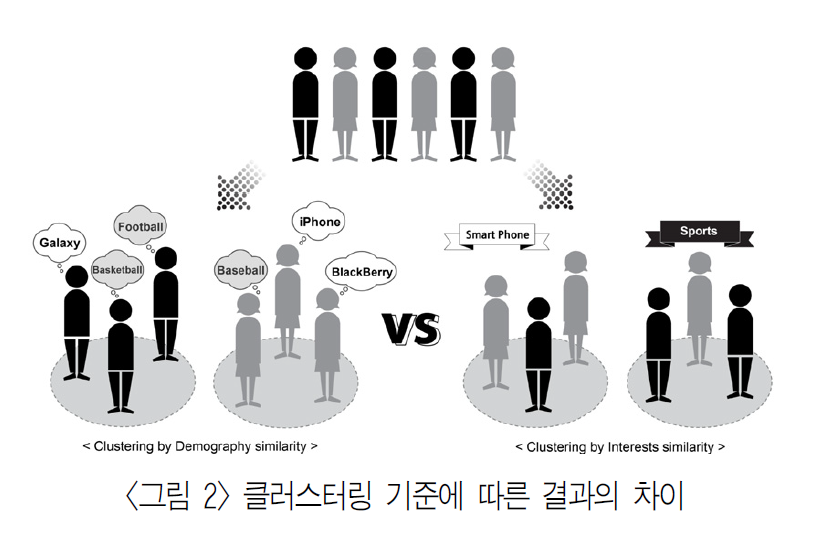 Football
iPhone
Galaxy
Basketball
Baseball
BlackBerry
Smart Phone
Sports
VS
< Clustering by Demography similarity >
< Clustering by Interests similarity >
<그림 2> 클러스터링 기준에 따른 결과의 차이